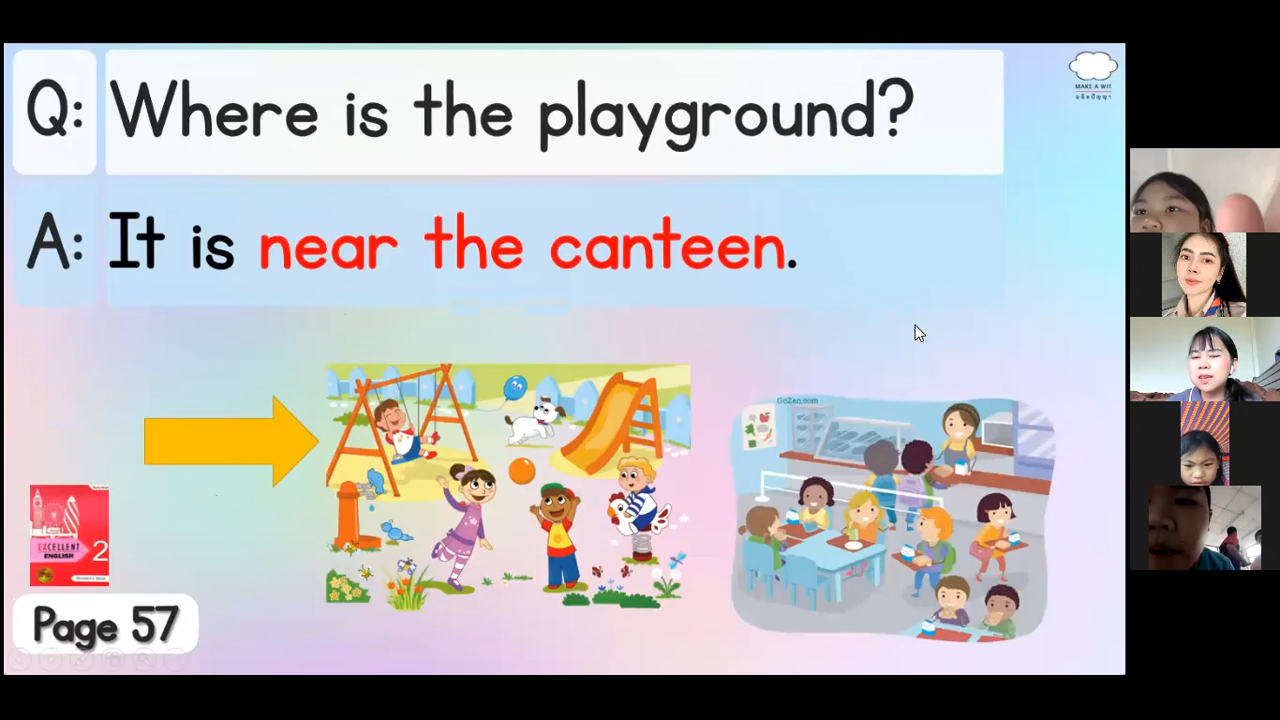 Q: Where is the playground?
A: It is near the canteen.
MAKE A WIT
GoZen.com
EXCELLENT
ENGLISH
2
Page 57